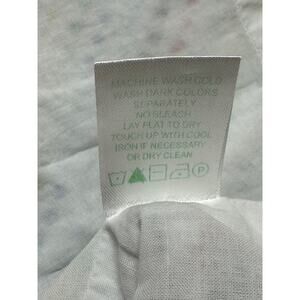 MACHINE WASH COLD
WASH DARK COLORS
SEPARATELY
NO BLEACH
LAY FLAT TO DRY
TOUCH UP WITH COOL
IRON IF NECESSARY
OR DRY CLEAN
P